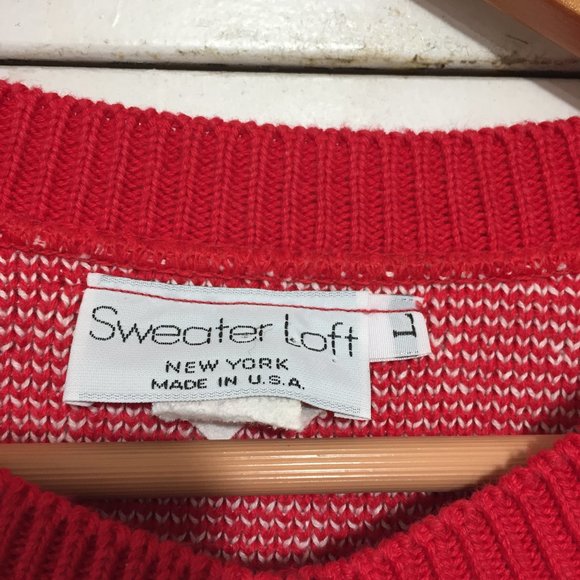 Sweater Loft
L
NEW YORK
MADE IN U.S.A.